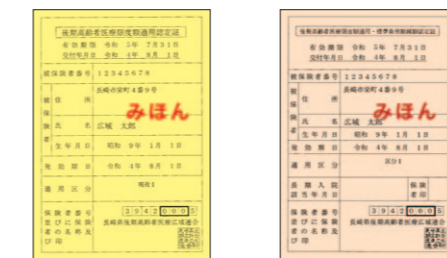 後期高齢者医療限度額適用認定証
有効期限 令和 5年 7月31日
交付年月日 令和 4年 8月 1日
被保険者番号 12345678
被保険者
住所 長崎市栄町4番9号
みほん
氏名 広域 太郎
生年月日 昭和 9年 1月 1日
発効期日 令和 4年 8月 1日
適用区分 現役Ⅰ
保険者番号並びに保険者の名称及び印
39420005
長崎県後期高齢者医療広域連合
後期高齢者医療限度額適用・標準負担額減額認定証
有効期限 令和 5年 7月31日
交付年月日 令和 4年 8月 1日
被保険者番号 12345678
被保険者
住所 長崎市栄町4番9号
みほん
氏名 広域 太郎
生年月日 昭和 9年 1月 1日
発効期日 令和 4年 8月 1日
適用区分 区分Ⅰ
長期入院該当年月日
保険者印
保険者番号並びに保険者の名称及び印
39420005
長崎県後期高齢者医療広域連合